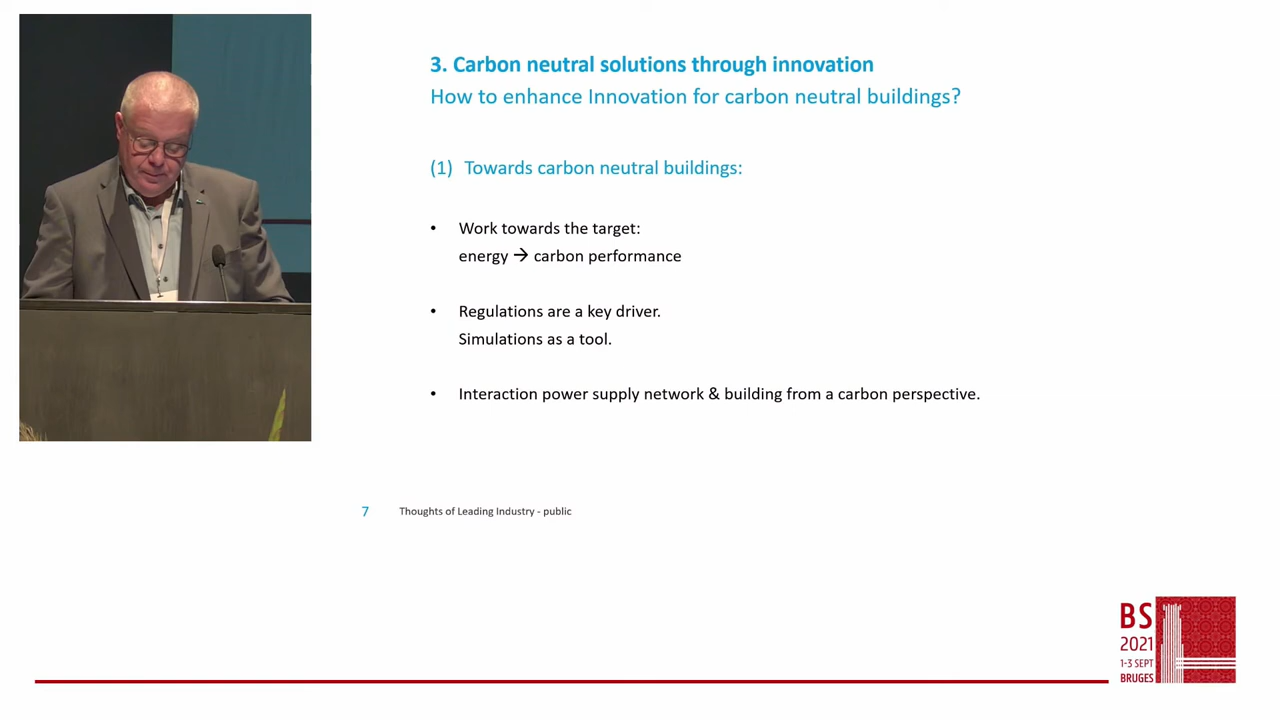 3. Carbon neutral solutions through innovation
How to enhance Innovation for carbon neutral buildings?
(1) Towards carbon neutral buildings:
• Work towards the target:
energy → carbon performance
• Regulations are a key driver.
Simulations as a tool.
• Interaction power supply network & building from a carbon perspective.
7 Thoughts of Leading Industry - public
BS
2021
1-3 SEPT
BRUGES